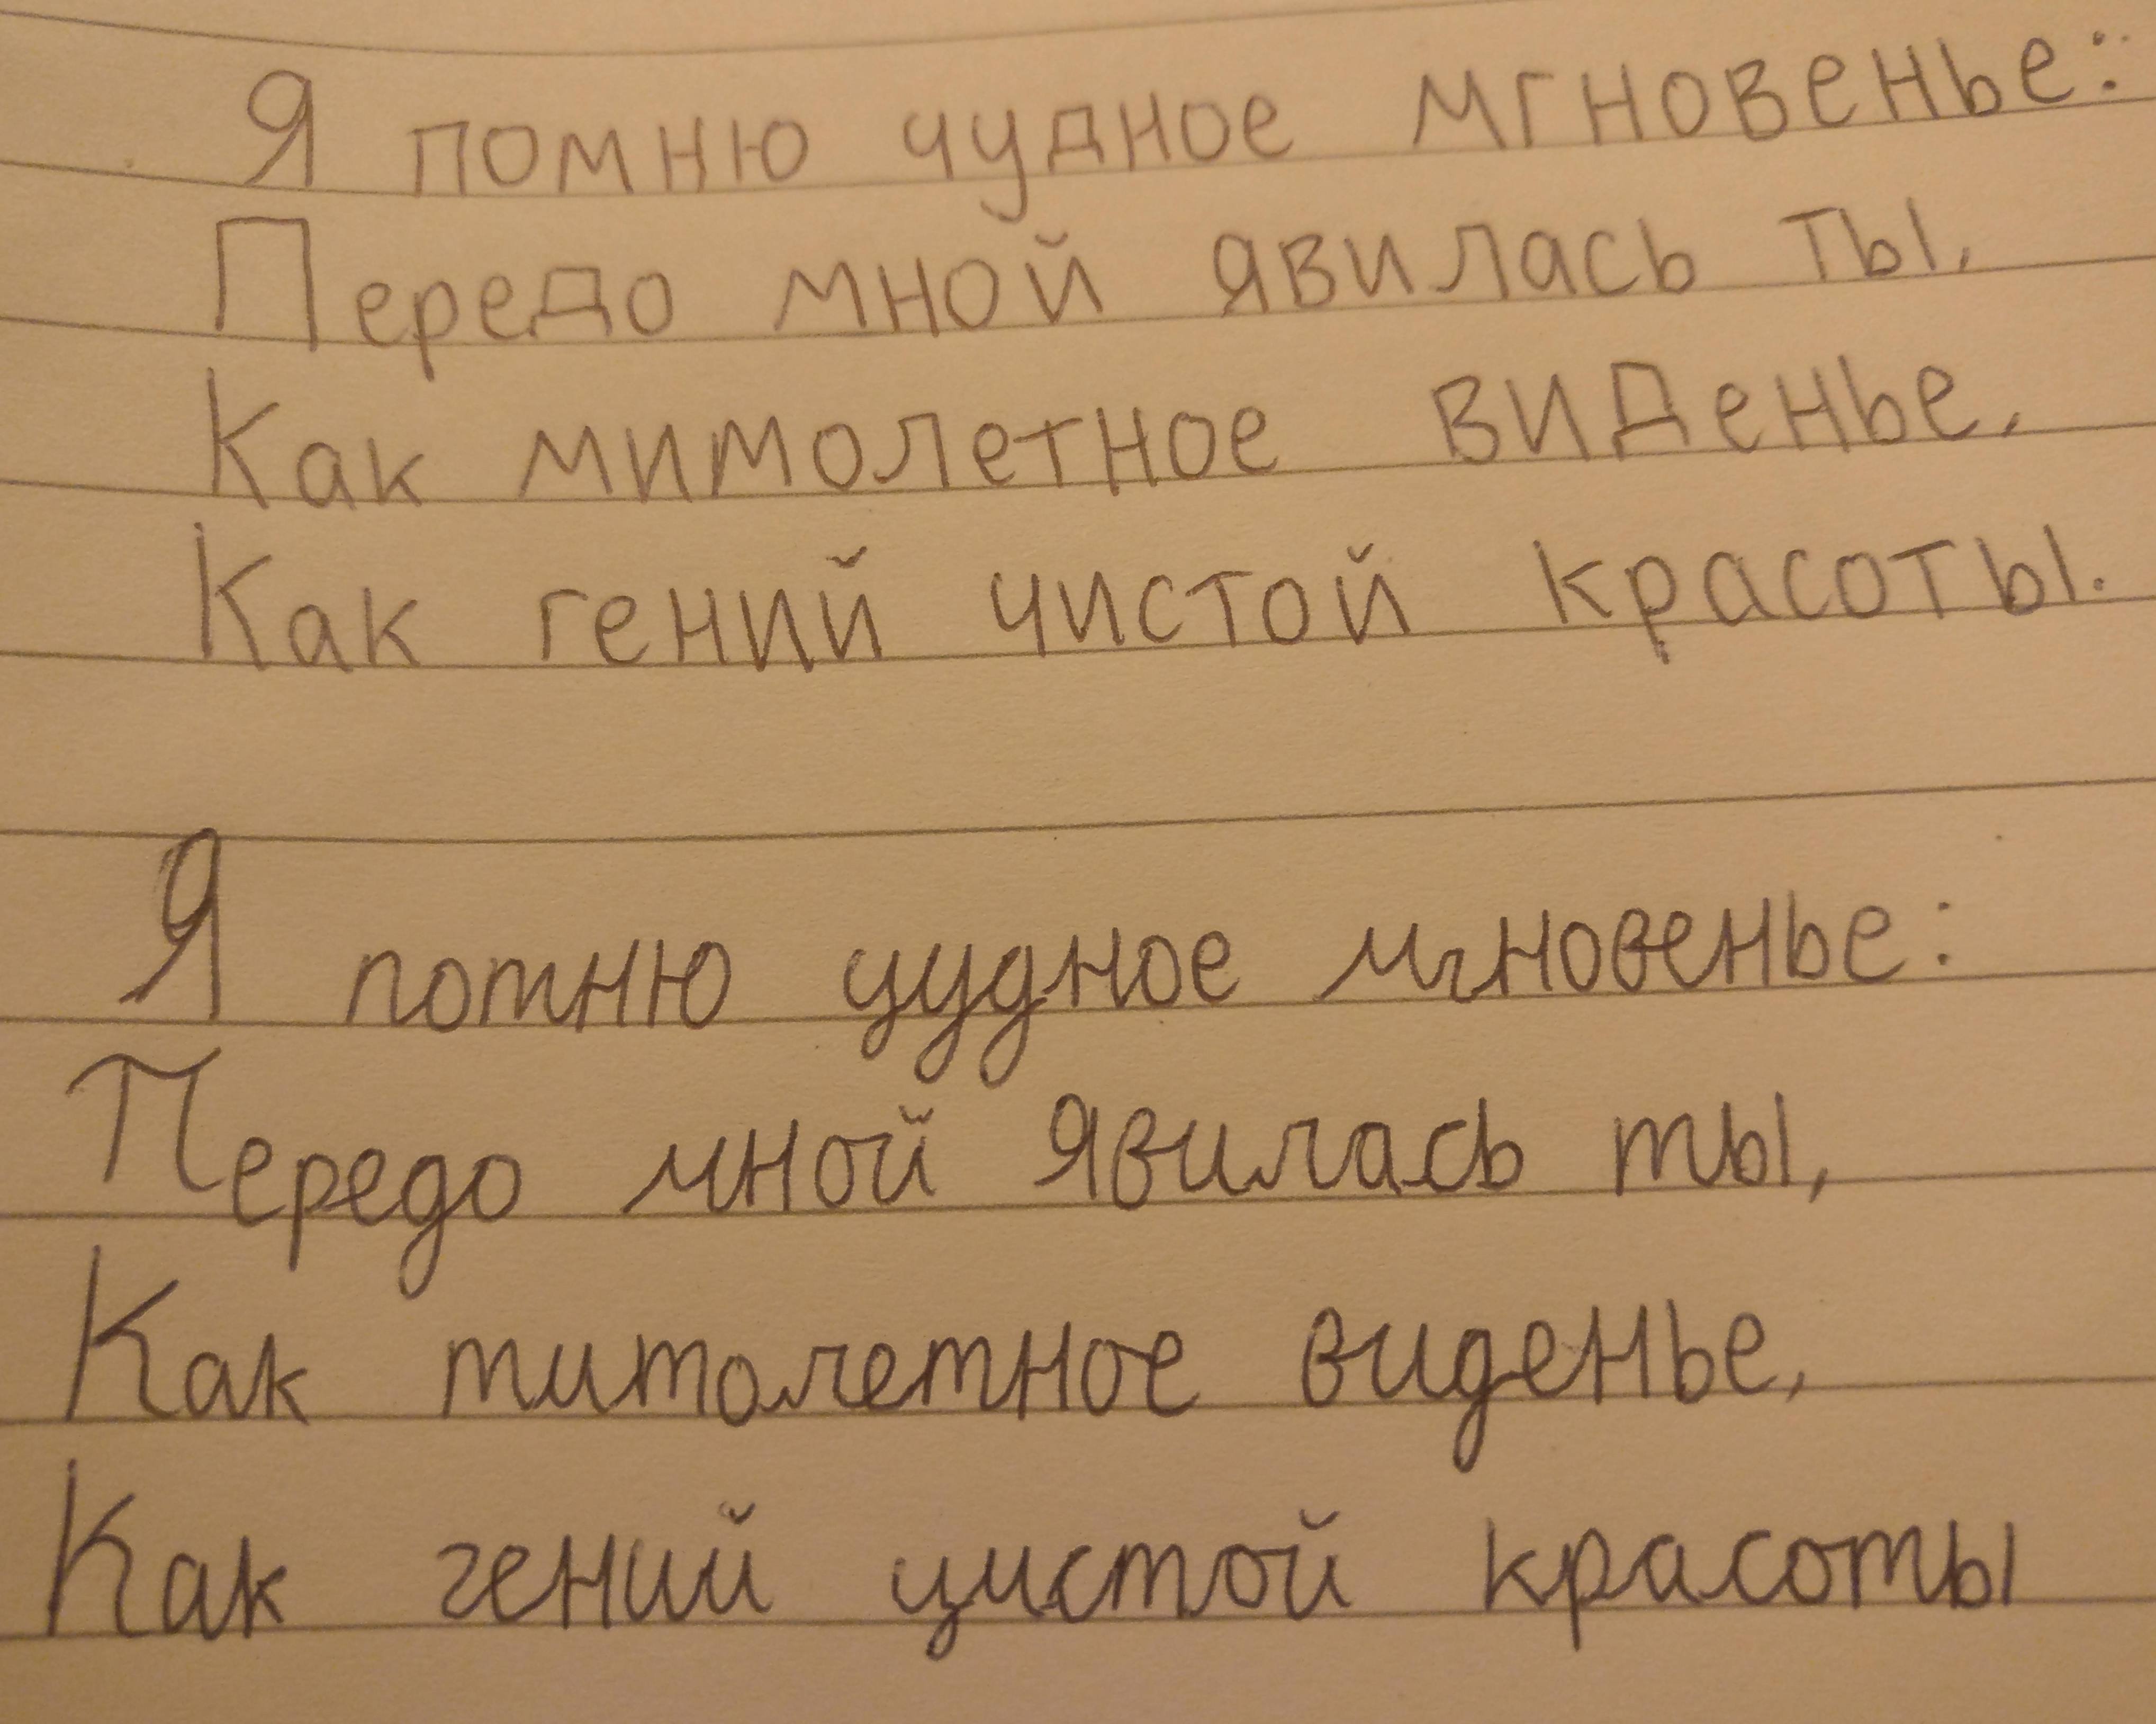 Я помню чудное мгновенье:
Передо мной явилась ты,
Как мимолетное виденье,
Как гений чистой красоты.
Я помню чудное мгновенье:
Передо мной явилась ты,
Как мимолетное виденье,
Как гений чистой красоты